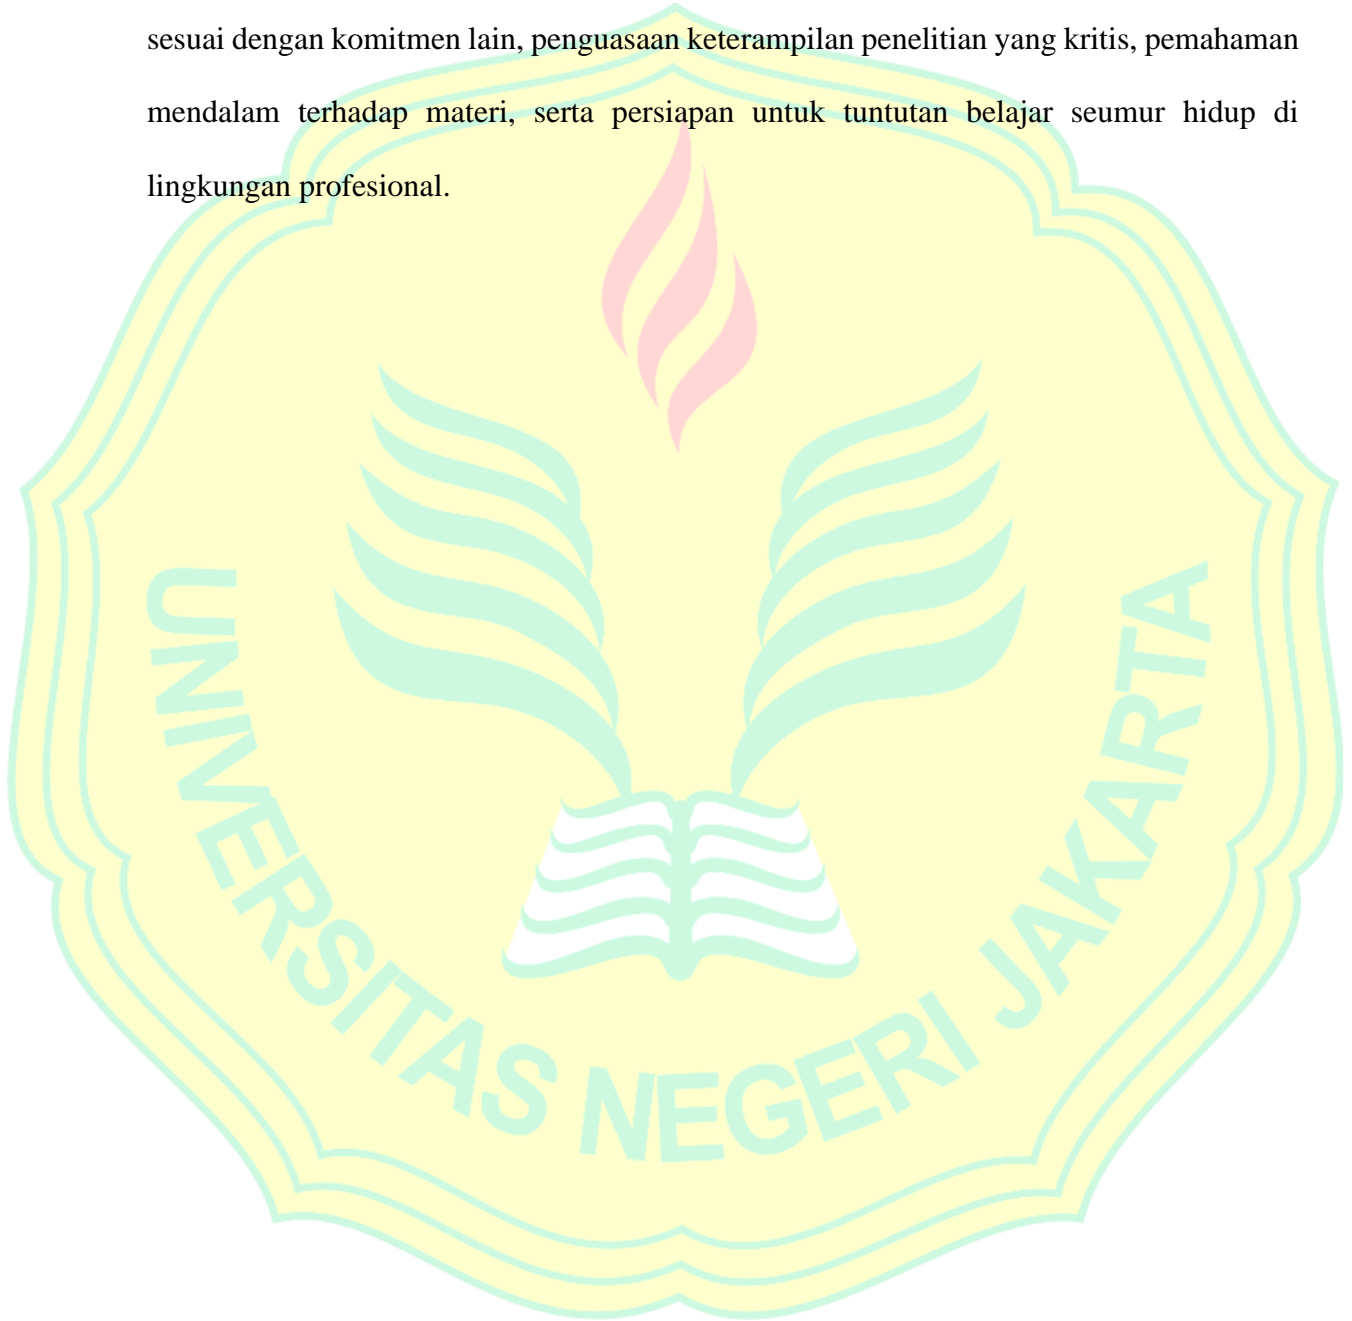 sesuai dengan komitmen lain, penguasaan keterampilan penelitian yang kritis, pemahaman
mendalam terhadap materi, serta persiapan untuk tuntutan belajar seumur hidup di
lingkungan profesional.
UNIVERSITAS NEGERI JAKARTA